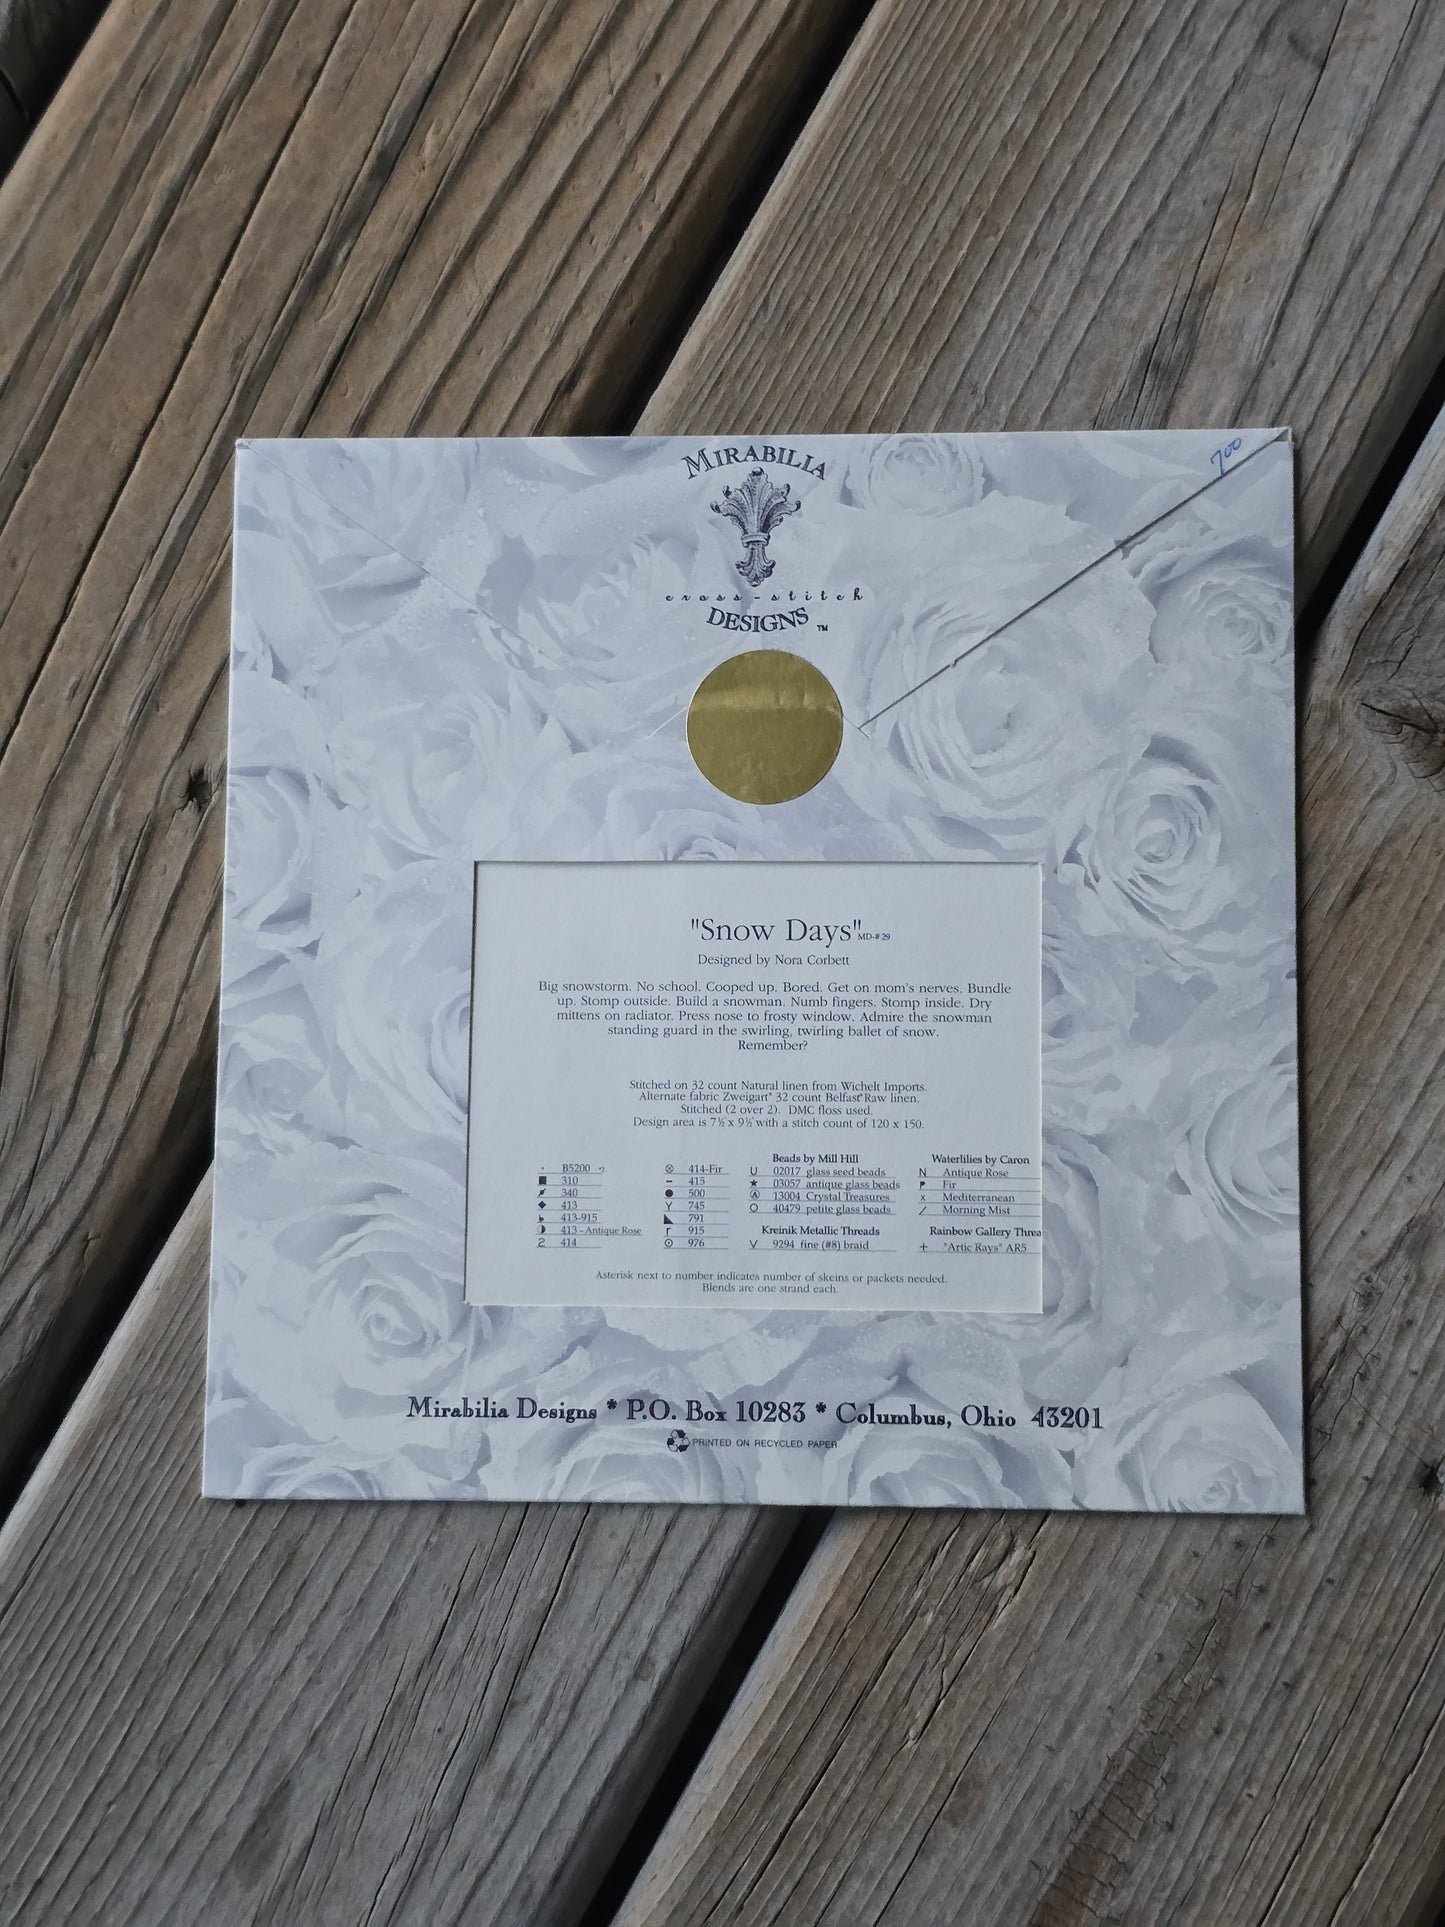 MIRABILIA
cross-stitch
DESIGNS ™
700
"Snow Days" MD-#29
Designed by Nora Corbett
Big snowstorm. No school. Cooped up. Bored. Get on mom's nerves. Bundle
up. Stomp outside. Build a snowman. Numb fingers. Stomp inside. Dry
mittens on radiator. Press nose to frosty window. Admire the snowman
standing guard in the swirling, twirling ballet of snow.
Remember?
Stitched on 32 count Natural linen from Wichelt Imports.
Alternate fabric Zweigart® 32 count Belfast Raw linen.
Stitched (2 over 2). DMC floss used.
Design area is 7½" x 9½" with a stitch count of 120 x 150.
· B5200 *2
■ 310
340
◆ 413
413-915
◑ 413 - Antique Rose
2 414
⊗ 414-Fir
− 415
● 500
Y 745
◣ 791
Γ 915
⊙ 976
Beads by Mill Hill
U 02017 glass seed beads
★ 03057 antique glass beads
Ⓐ 13004 Crystal Treasures
O 40479 petite glass beads
Kreinik Metallic Threads
V 9294 fine (#8) braid
Waterlilies by Caron
N Antique Rose
P Fir
x Mediterranean
/ Morning Mist
Rainbow Gallery Threa
+ "Artic Rays" AR5
Asterisk next to number indicates number of skeins or packets needed.
Blends are one strand each.
Mirabilia Designs * P.O. Box 10283 * Columbus, Ohio 43201
PRINTED ON RECYCLED PAPER